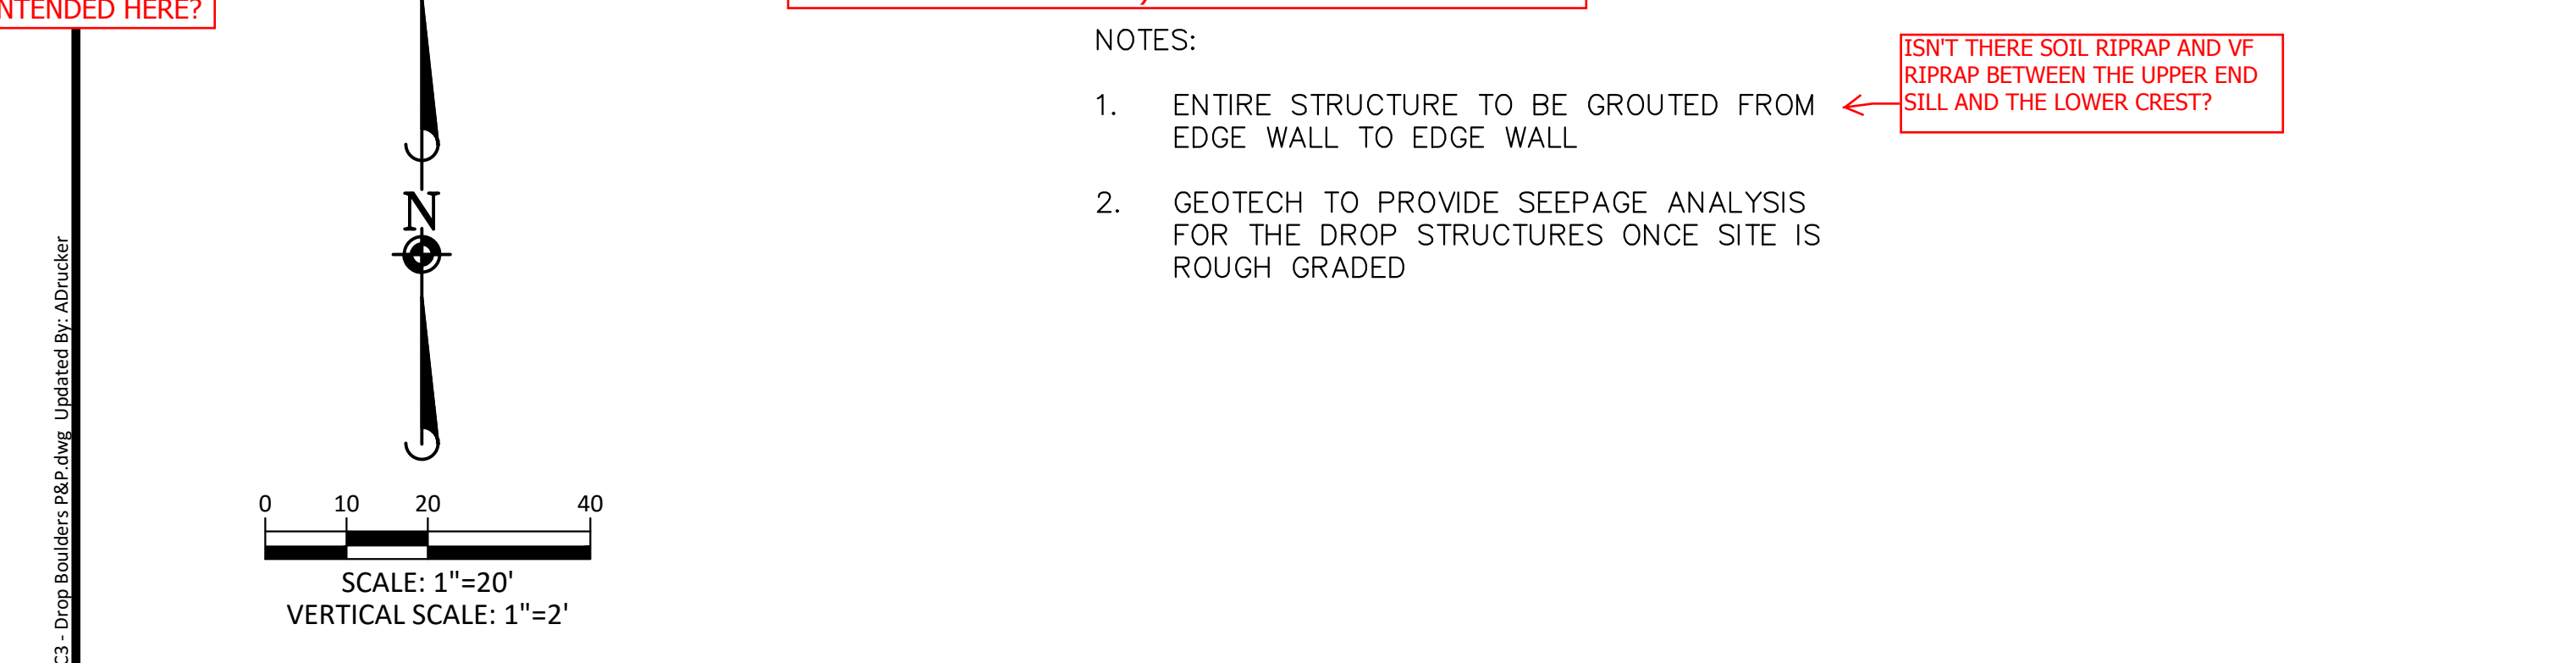 NTENDED HERE?
NOTES:
1. ENTIRE STRUCTURE TO BE GROUTED FROM
EDGE WALL TO EDGE WALL
2. GEOTECH TO PROVIDE SEEPAGE ANALYSIS
FOR THE DROP STRUCTURES ONCE SITE IS
ROUGH GRADED
ISN'T THERE SOIL RIPRAP AND VF
RIPRAP BETWEEN THE UPPER END
SILL AND THE LOWER CREST?
N
0 10 20 40
SCALE: 1"=20'
VERTICAL SCALE: 1"=2'
C3 - Drop Boulders P&P.dwg Updated By: ADrucker